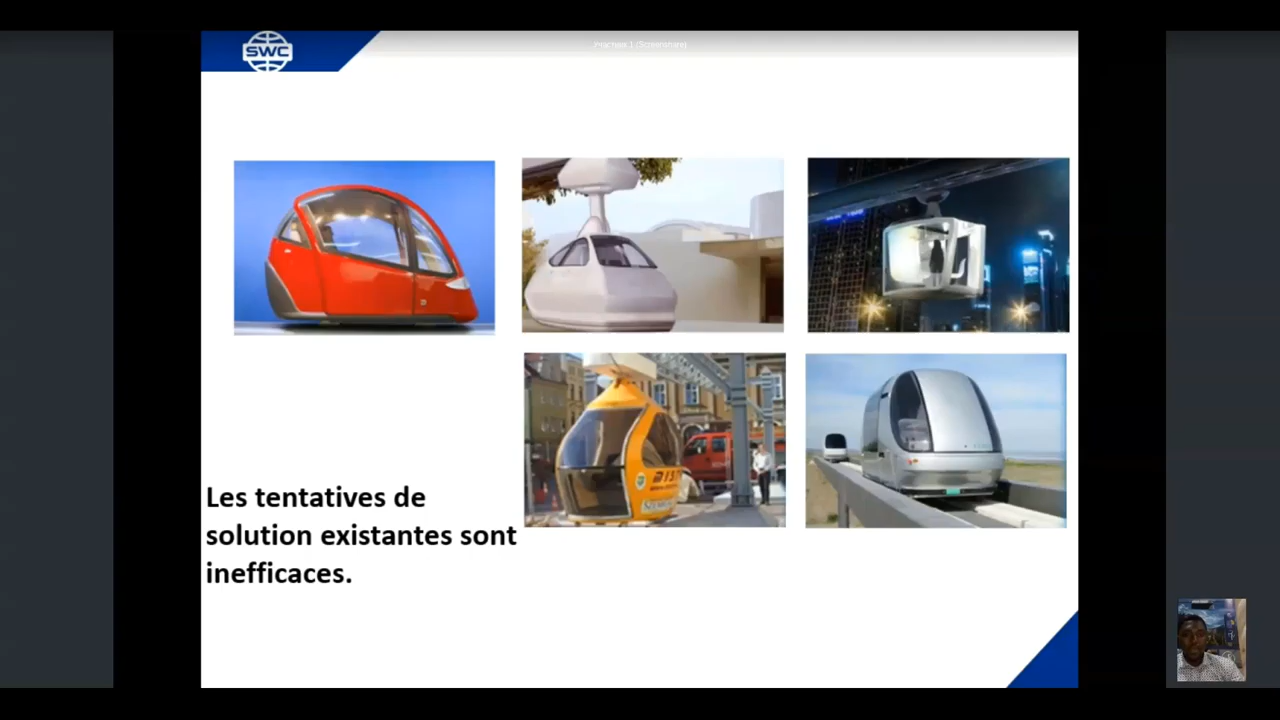 SWC
Les tentatives de
solution existantes sont
inefficaces.